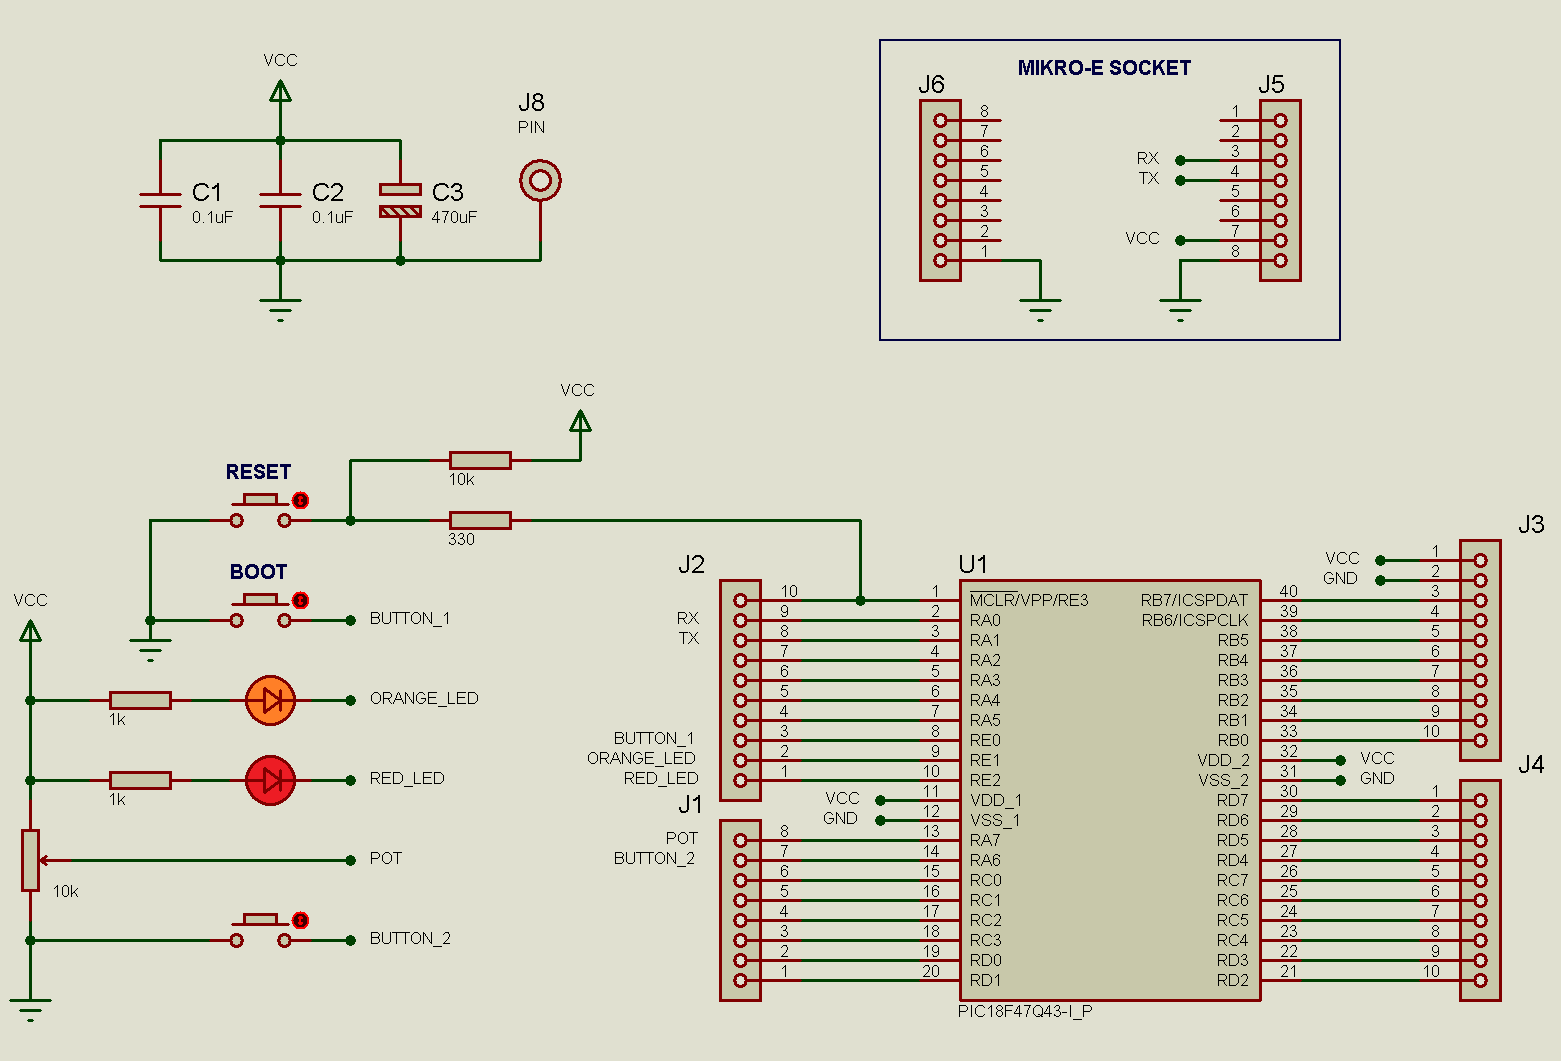 VCC
C1
0.1uF
C2
0.1uF
C3
470uF
J8
PIN
MIKRO-E SOCKET
J6
8
7
6
5
4
3
2
1
J5
1
2
RX 3
TX 4
5
6
VCC 7
8
VCC
10k
RESET
330
BOOT
BUTTON_1
VCC
1k
ORANGE_LED
1k
RED_LED
10k
POT
BUTTON_2
J2
10
RX 9
TX 8
7
6
5
4
BUTTON_1 3
ORANGE_LED 2
RED_LED 1
J1
POT 8
BUTTON_2 7
6
5
4
3
2
1
U1
1 MCLR/VPP/RE3
2 RA0
3 RA1
4 RA2
5 RA3
6 RA4
7 RA5
8 RE0
9 RE1
10 RE2
VCC 11 VDD_1
GND 12 VSS_1
13 RA7
14 RA6
15 RC0
16 RC1
17 RC2
18 RC3
19 RD0
20 RD1
RB7/ICSPDAT 40
RB6/ICSPCLK 39
RB5 38
RB4 37
RB3 36
RB2 35
RB1 34
RB0 33
VDD_2 32 VCC
VSS_2 31 GND
RD7 30
RD6 29
RD5 28
RD4 27
RC7 26
RC6 25
RC5 24
RC4 23
RD3 22
RD2 21
PIC18F47Q43-I_P
J3
VCC 1
GND 2
3
4
5
6
7
8
9
10
J4
1
2
3
4
5
6
7
8
9
10